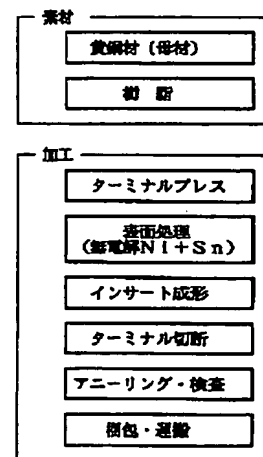 素材
黄銅材（母材）
樹 脂
加工
ターミナルプレス
表面処理
（無電解Ｎｉ＋Ｓｎ）
インサート成形
ターミナル切断
アニーリング・検査
梱包・運搬